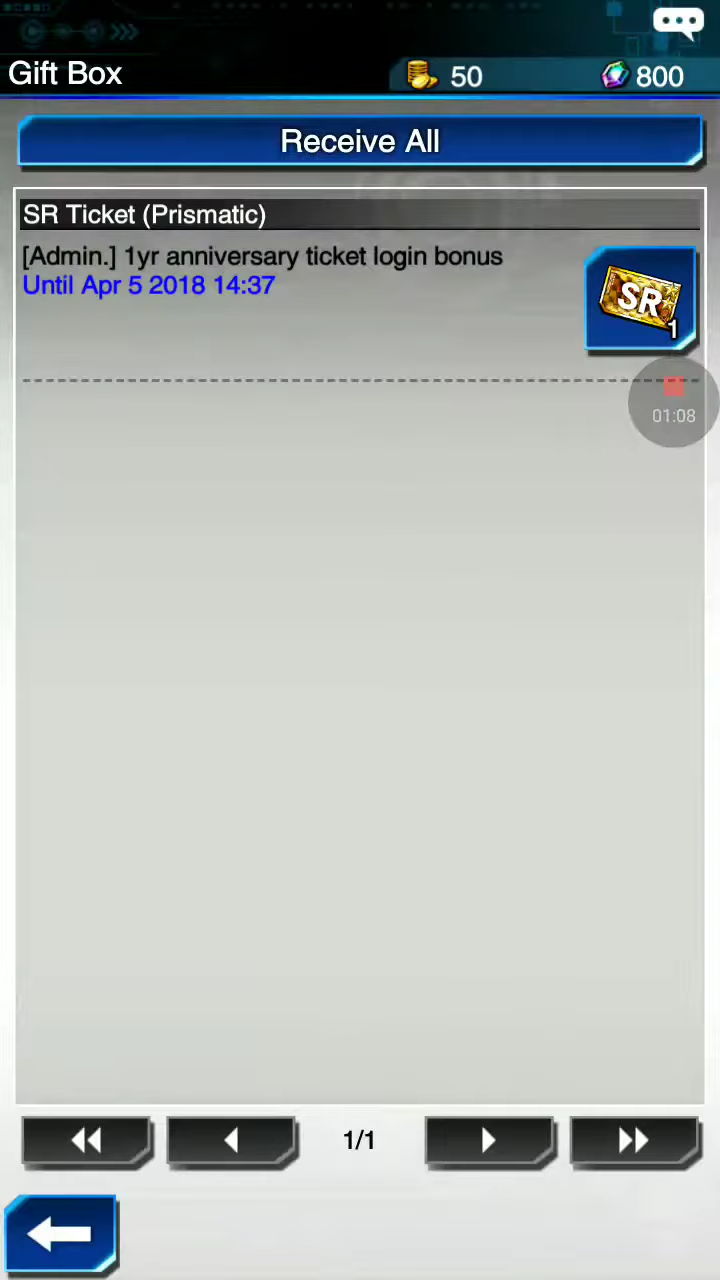 Gift Box
50
800
Receive All
SR Ticket (Prismatic)
[Admin.] 1yr anniversary ticket login bonus
Until Apr 5 2018 14:37
SR
1
01:08
1/1